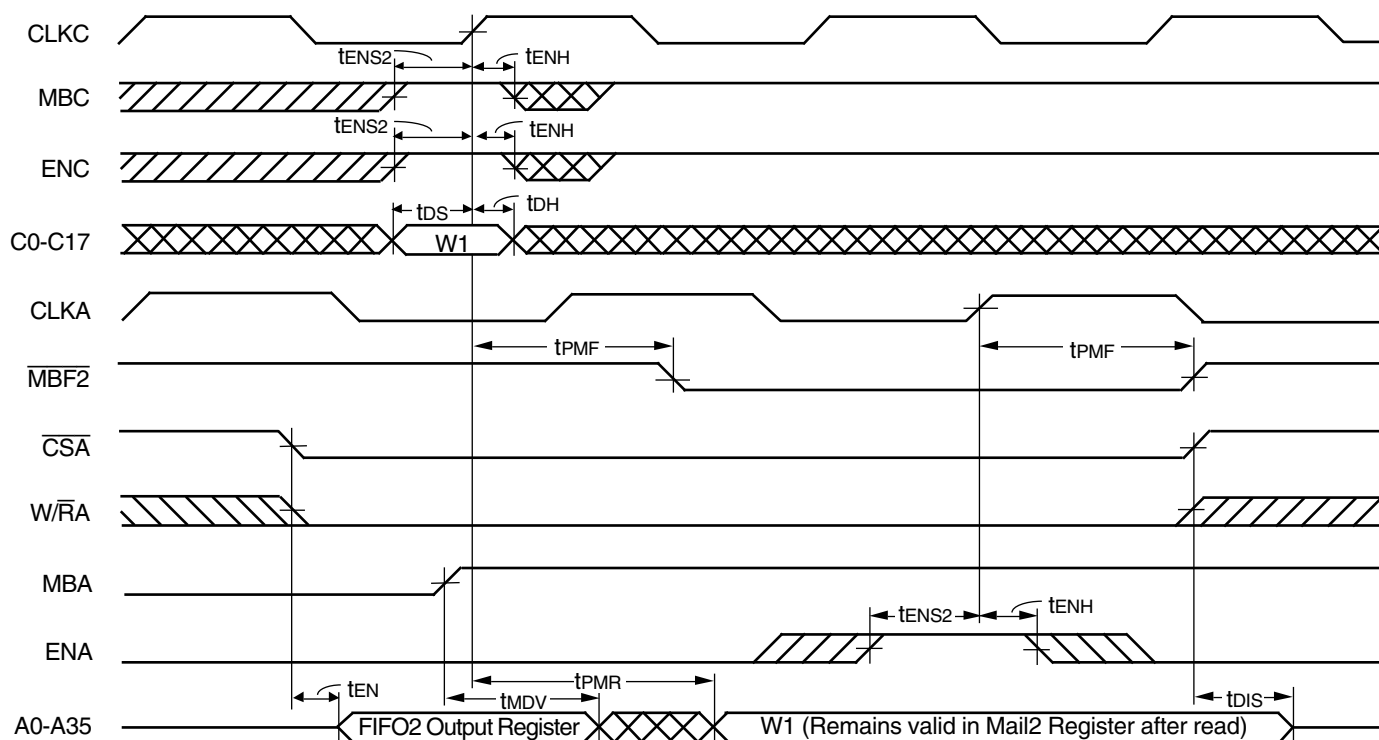 CLKC
tENS2 tENH
MBC
tENS2 tENH
ENC
tDS tDH
C0-C17 W1
CLKA
tPMF tPMF
MBF2
CSA
W/RA
MBA
tENS2 tENH
ENA
tEN tPMR tMDV tDIS
A0-A35 FIFO2 Output Register W1 (Remains valid in Mail2 Register after read)